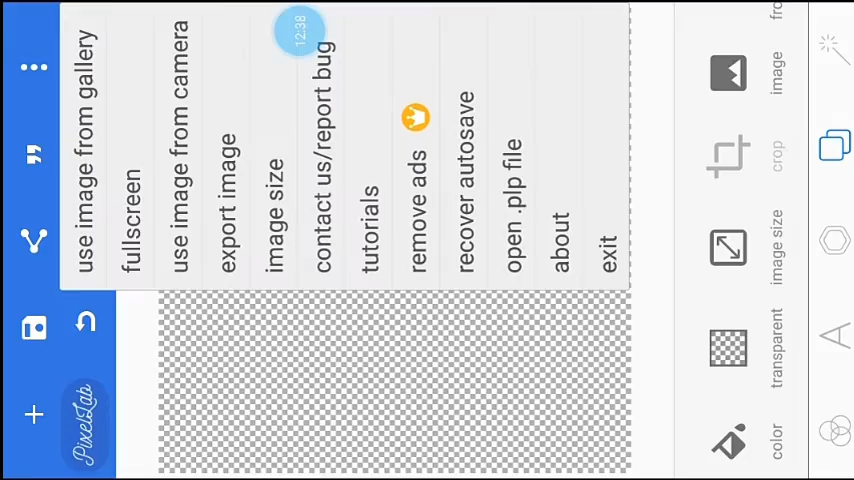 PixelLab
12:38
use image from gallery
fullscreen
use image from camera
export image
image size
contact us/report bug
tutorials
remove ads
recover autosave
open .plp file
about
exit
color
transparent
image size
crop
image
fro